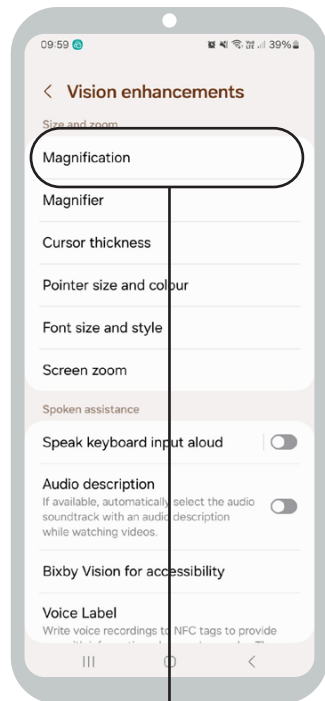 09:59 39%
Vision enhancements
Size and zoom
Magnification
Magnifier
Cursor thickness
Pointer size and colour
Font size and style
Screen zoom
Spoken assistance
Speak keyboard input aloud
Audio description
If available, automatically select the audio
soundtrack with an audio description
while watching videos.
Bixby Vision for accessibility
Voice Label
Write voice recordings to NFC tags to provide